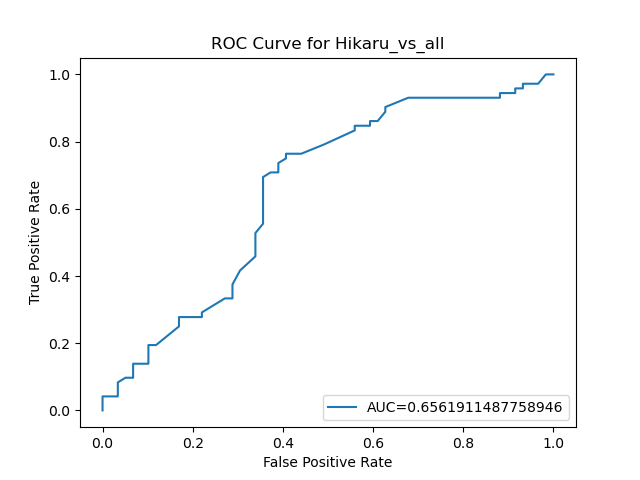 ROC Curve for Hikaru_vs_all
1.0
0.8
0.6
0.4
0.2
0.0
True Positive Rate
AUC=0.6561911487758946
0.0 0.2 0.4 0.6 0.8 1.0
False Positive Rate